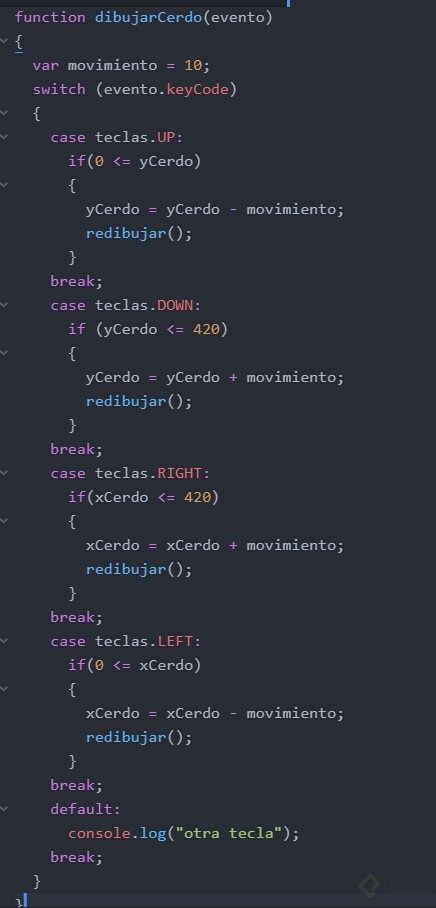 function dibujarCerdo(evento)
{
  var movimiento = 10;
  switch (evento.keyCode)
  {
    case teclas.UP:
      if(0 <= yCerdo)
      {
        yCerdo = yCerdo - movimiento;
        redibujar();
      }
    break;
    case teclas.DOWN:
      if (yCerdo <= 420)
      {
        yCerdo = yCerdo + movimiento;
        redibujar();
      }
    break;
    case teclas.RIGHT:
      if(xCerdo <= 420)
      {
        xCerdo = xCerdo + movimiento;
        redibujar();
      }
    break;
    case teclas.LEFT:
      if(0 <= xCerdo)
      {
        xCerdo = xCerdo - movimiento;
        redibujar();
      }
    break;
    default:
      console.log("otra tecla");
    break;
  }
}